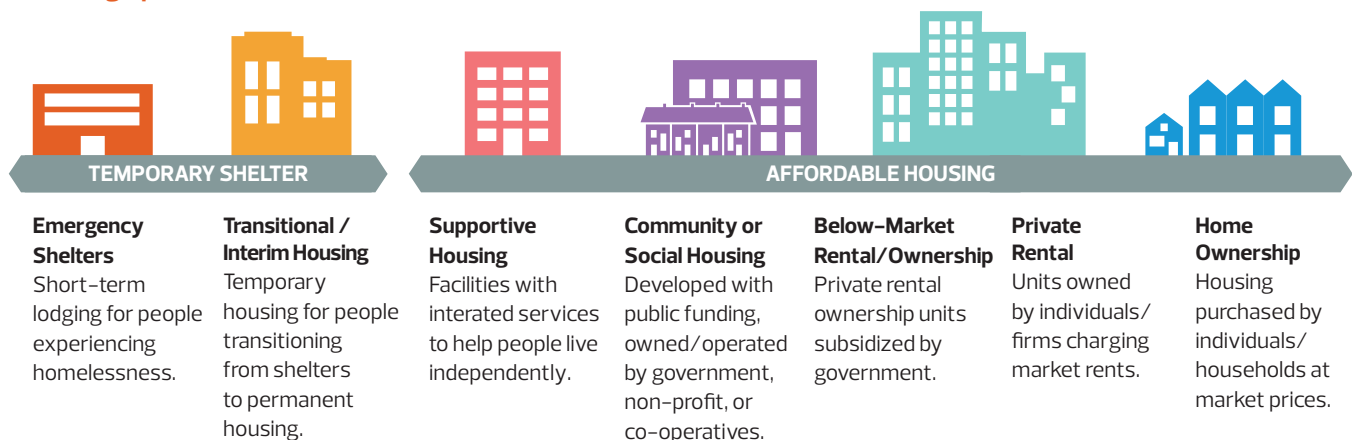 TEMPORARY SHELTER
AFFORDABLE HOUSING
Emergency
Shelters
Short-term
lodging for people
experiencing
homelessness.
Transitional /
Interim Housing
Temporary
housing for people
transitioning
from shelters
to permanent
housing.
Supportive
Housing
Facilities with
interated services
to help people live
independently.
Community or
Social Housing
Developed with
public funding,
owned/operated
by government,
non-profit, or
co-operatives.
Below-Market
Rental/Ownership
Private rental
ownership units
subsidized by
government.
Private
Rental
Units owned
by individuals/
firms charging
market rents.
Home
Ownership
Housing
purchased by
individuals/
households at
market prices.